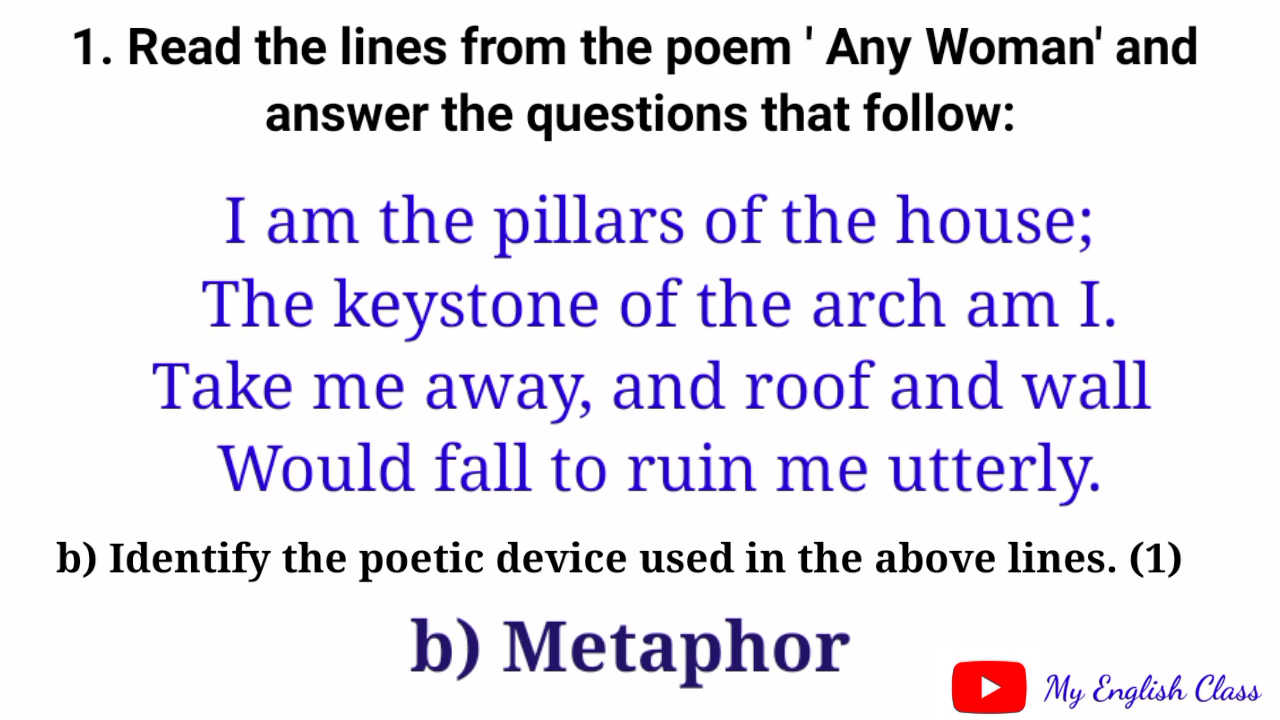 1. Read the lines from the poem ' Any Woman' and
answer the questions that follow:
I am the pillars of the house;
The keystone of the arch am I.
Take me away, and roof and wall
Would fall to ruin me utterly.
b) Identify the poetic device used in the above lines. (1)
b) Metaphor
My English Class